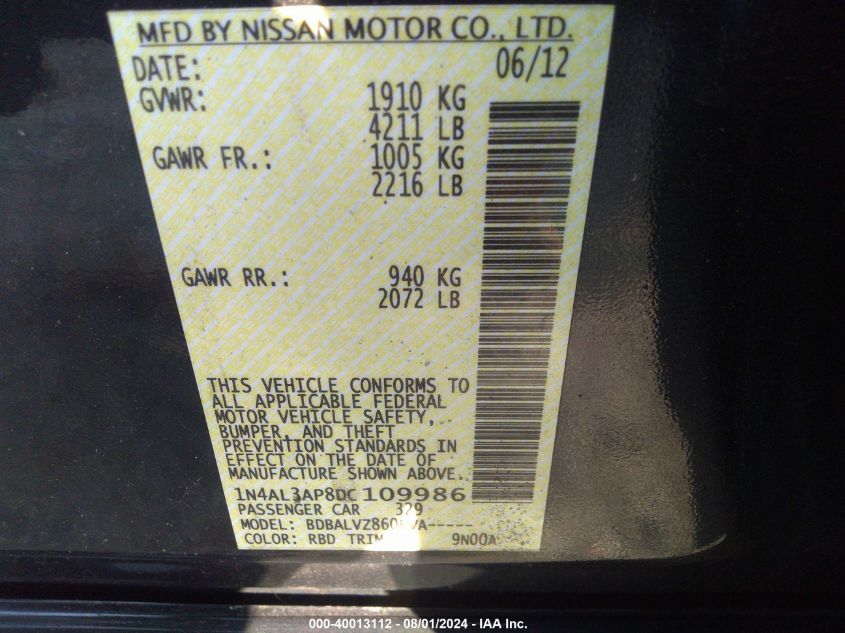 MFD BY NISSAN MOTOR CO., LTD.
DATE: 06/12
GVWR: 1910 KG
4211 LB
GAWR FR.: 1005 KG
2216 LB
GAWR RR.: 940 KG
2072 LB
THIS VEHICLE CONFORMS TO
ALL APPLICABLE FEDERAL
MOTOR VEHICLE SAFETY,
BUMPER, AND THEFT
PREVENTION STANDARDS IN
EFFECT ON THE DATE OF
MANUFACTURE SHOWN ABOVE.
1N4AL3AP8DC109986
PASSENGER CAR 329
MODEL:
COLOR: RBD TRIM 9N00A
000-40013112 - 08/01/2024 - IAA Inc.